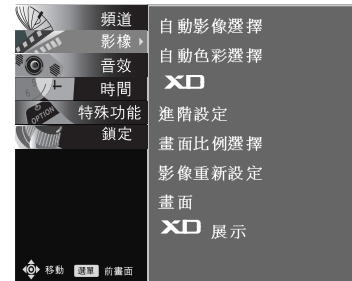 頻道
影像
音效
時間
特殊功能
鎖定
OPTION
移動 選單 前畫面
自動影像選擇
自動色彩選擇
XD
進階設定
畫面比例選擇
影像重新設定
畫面
XD 展示